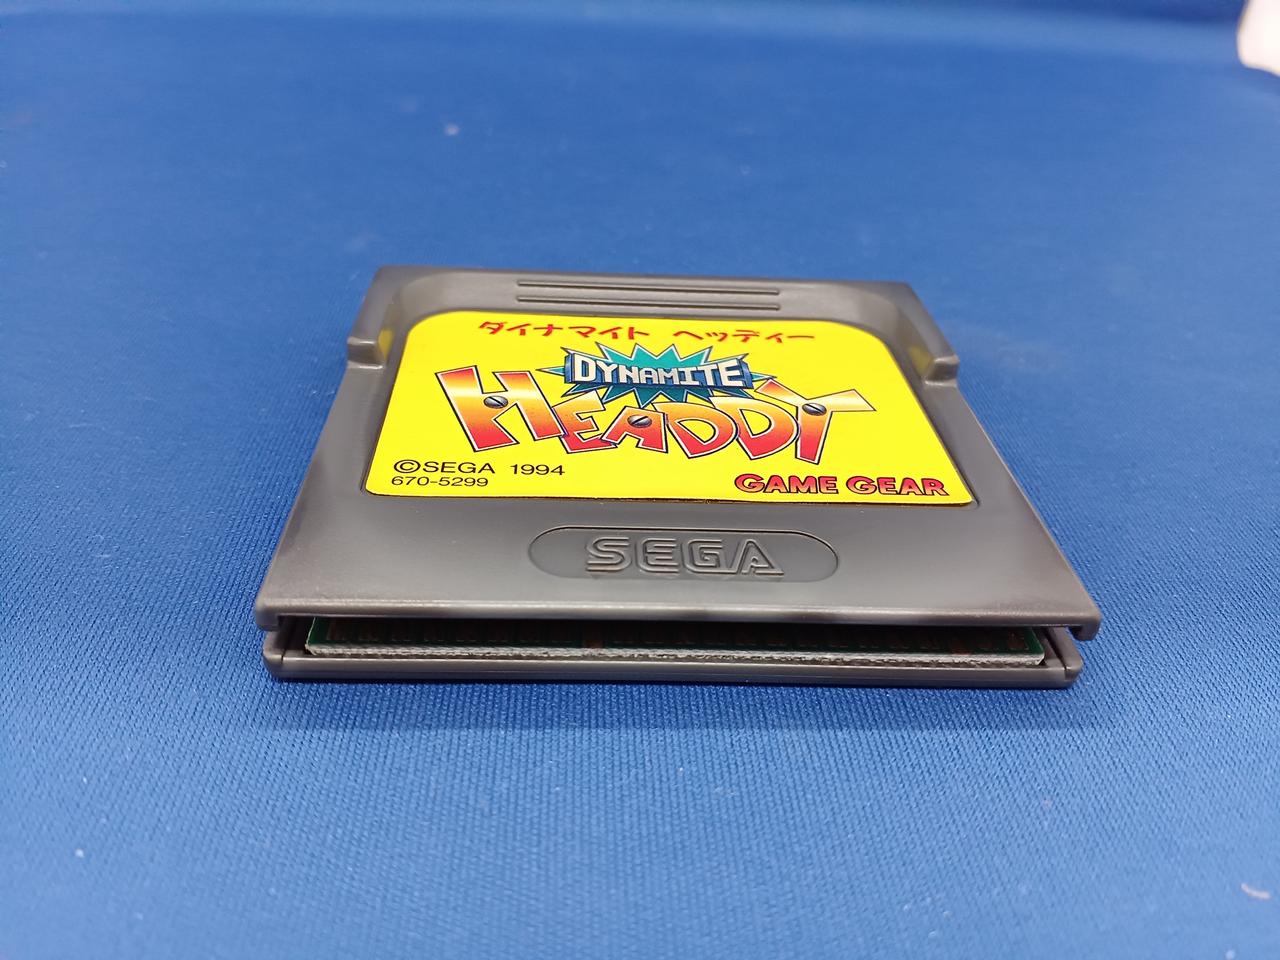 ダイナマイト ヘッディー
DYNAMITE
HEADDY
©SEGA 1994
670-5299
GAME GEAR
SEGA